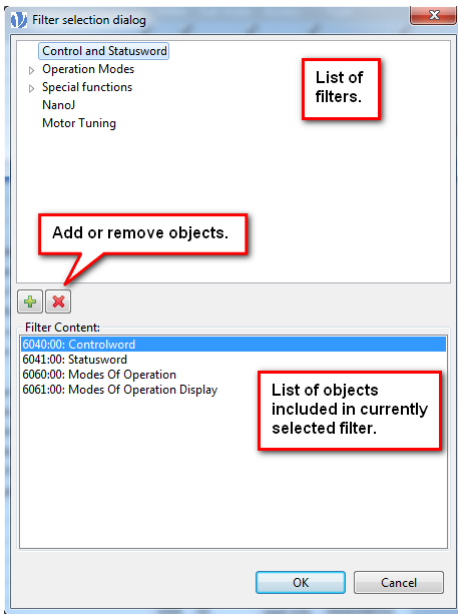 Filter selection dialog
Control and Statusword
Operation Modes
Special functions
NanoJ
Motor Tuning
List of
filters.
Add or remove objects.
Filter Content:
6040:00: Controlword
6041:00: Statusword
6060:00: Modes Of Operation
6061:00: Modes Of Operation Display
List of objects
included in currently
selected filter.
OK
Cancel